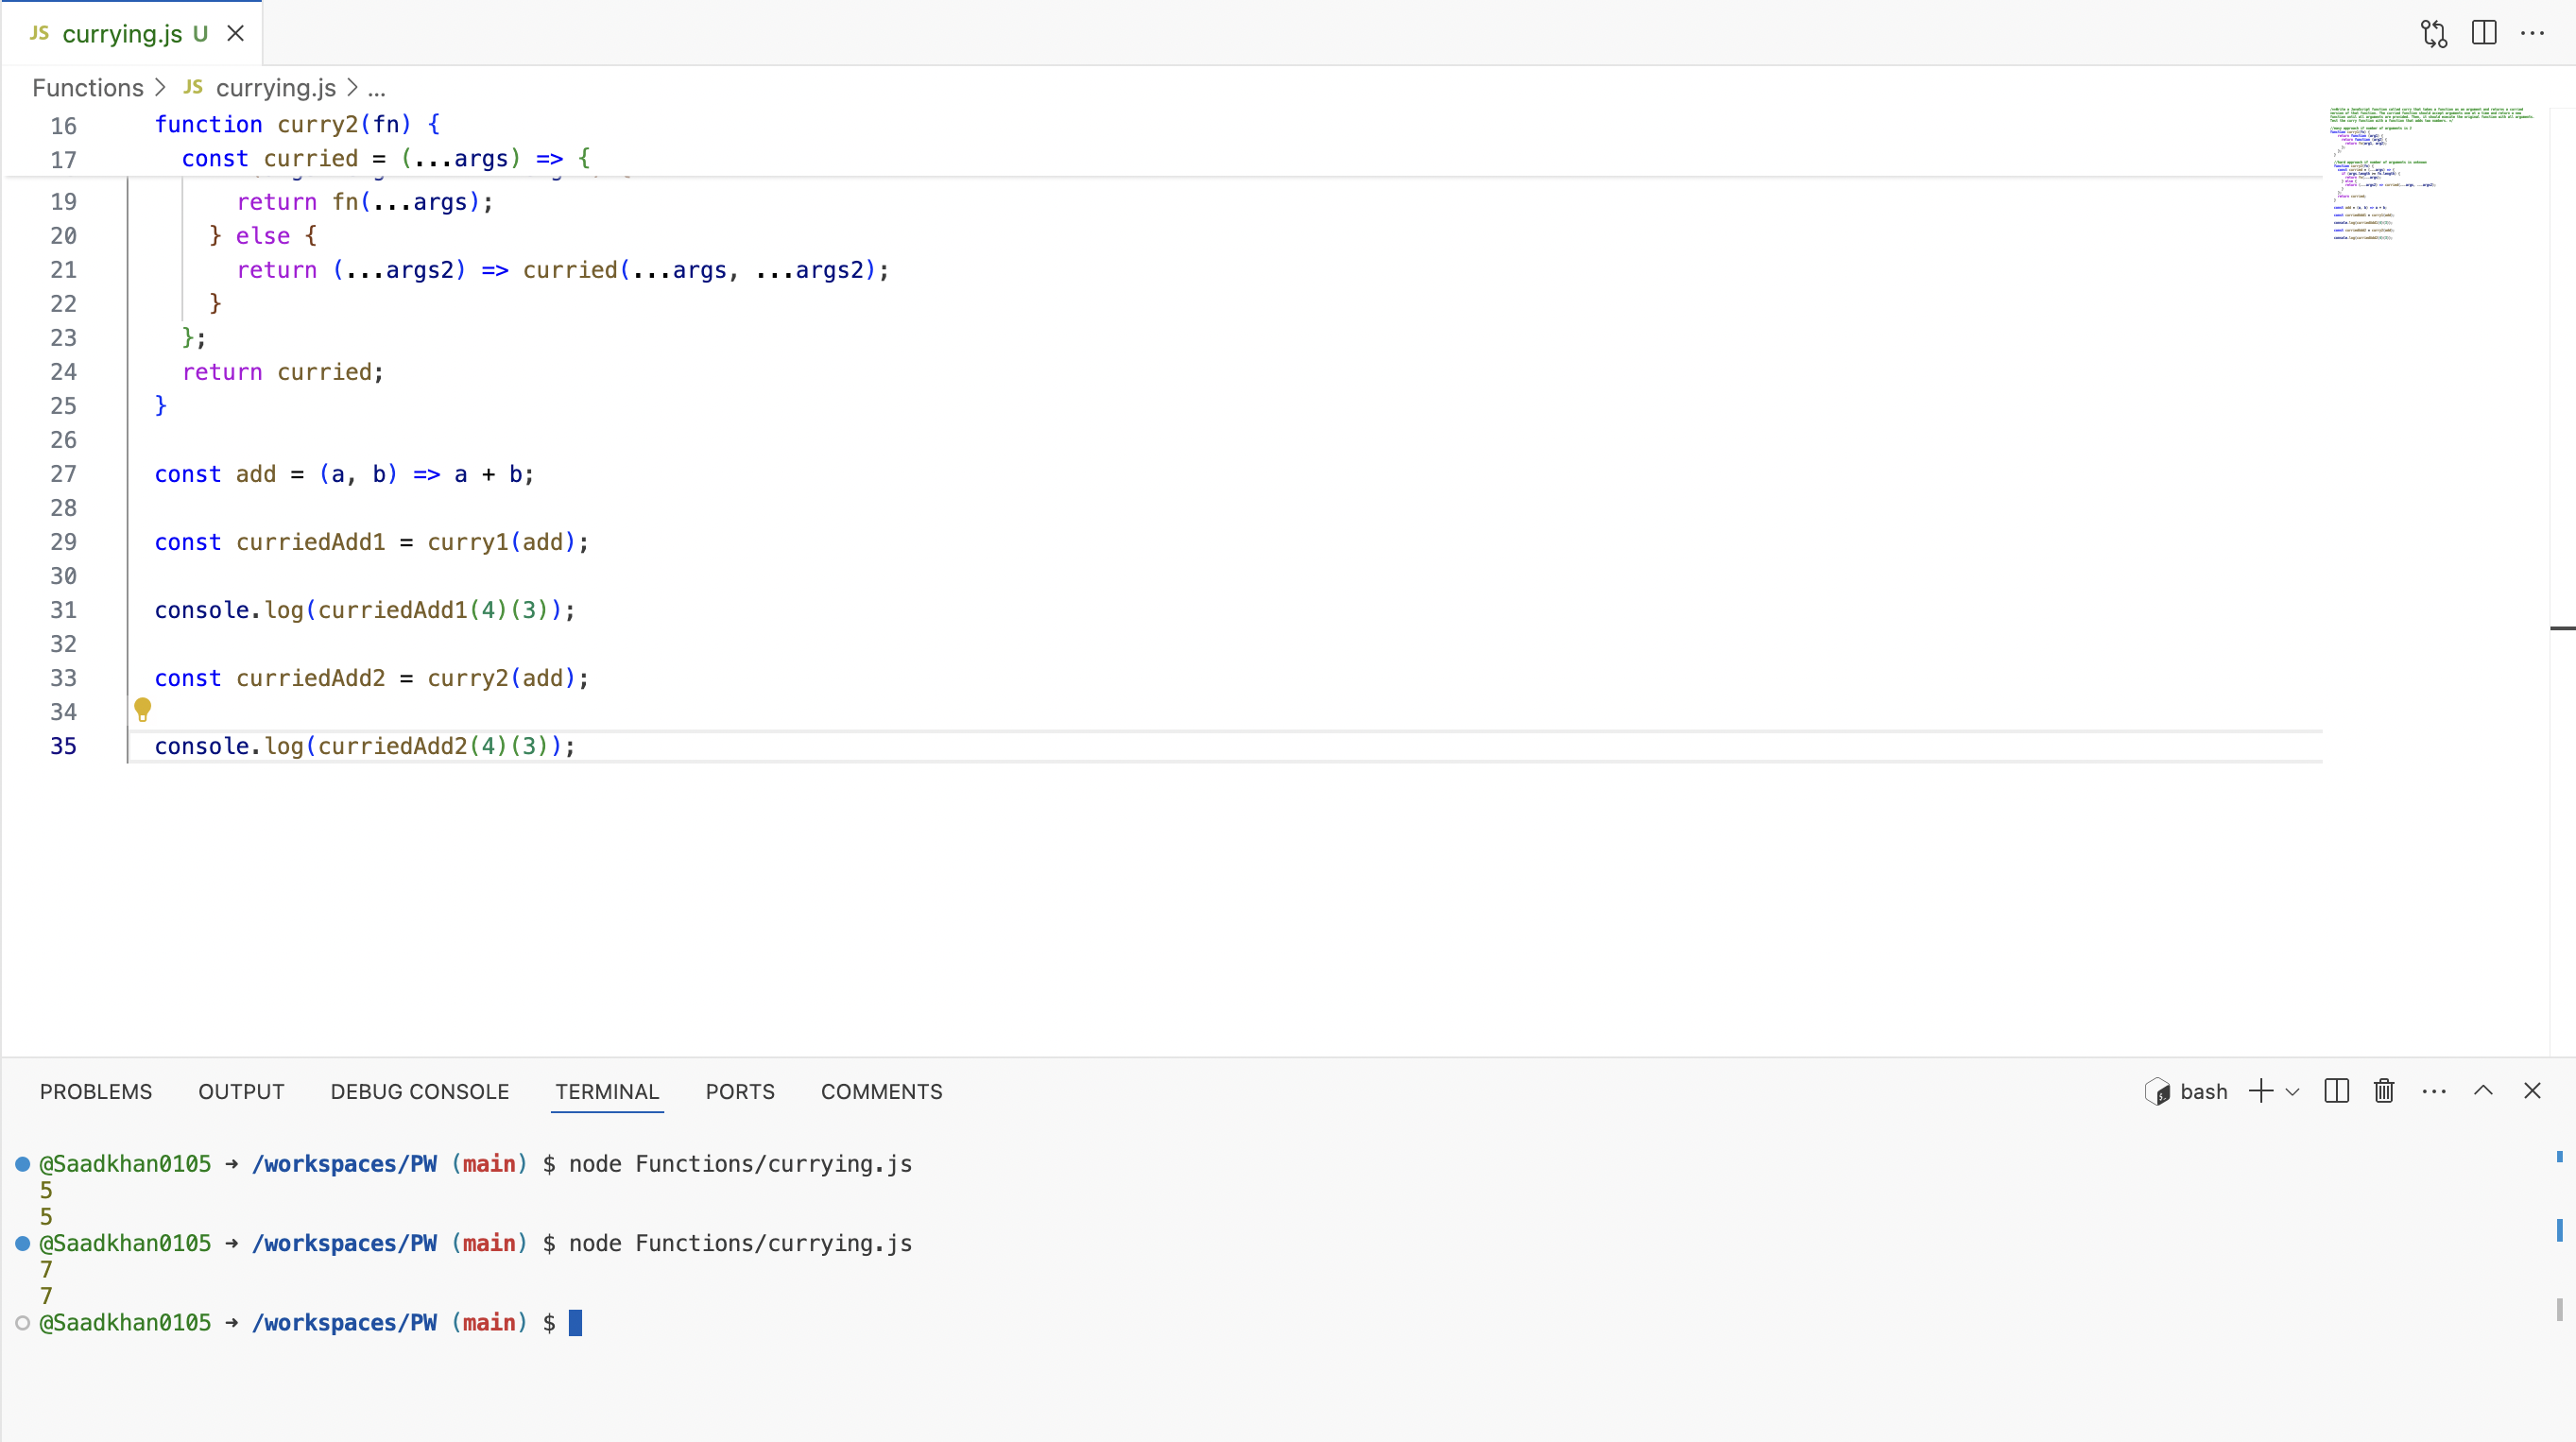 JS currying.js U
Functions > JS currying.js > ...
16 function curry2(fn) {
17 const curried = (...args) => {
19 return fn(...args);
20 } else {
21 return (...args2) => curried(...args, ...args2);
22 }
23 };
24 return curried;
25 }
26
27 const add = (a, b) => a + b;
28
29 const curriedAdd1 = curry1(add);
30
31 console.log(curriedAdd1(4)(3));
32
33 const curriedAdd2 = curry2(add);
34
35 console.log(curriedAdd2(4)(3));
PROBLEMS OUTPUT DEBUG CONSOLE TERMINAL PORTS COMMENTS bash
@Saadkhan0105 → /workspaces/PW (main) $ node Functions/currying.js
5
5
@Saadkhan0105 → /workspaces/PW (main) $ node Functions/currying.js
7
7
@Saadkhan0105 → /workspaces/PW (main) $